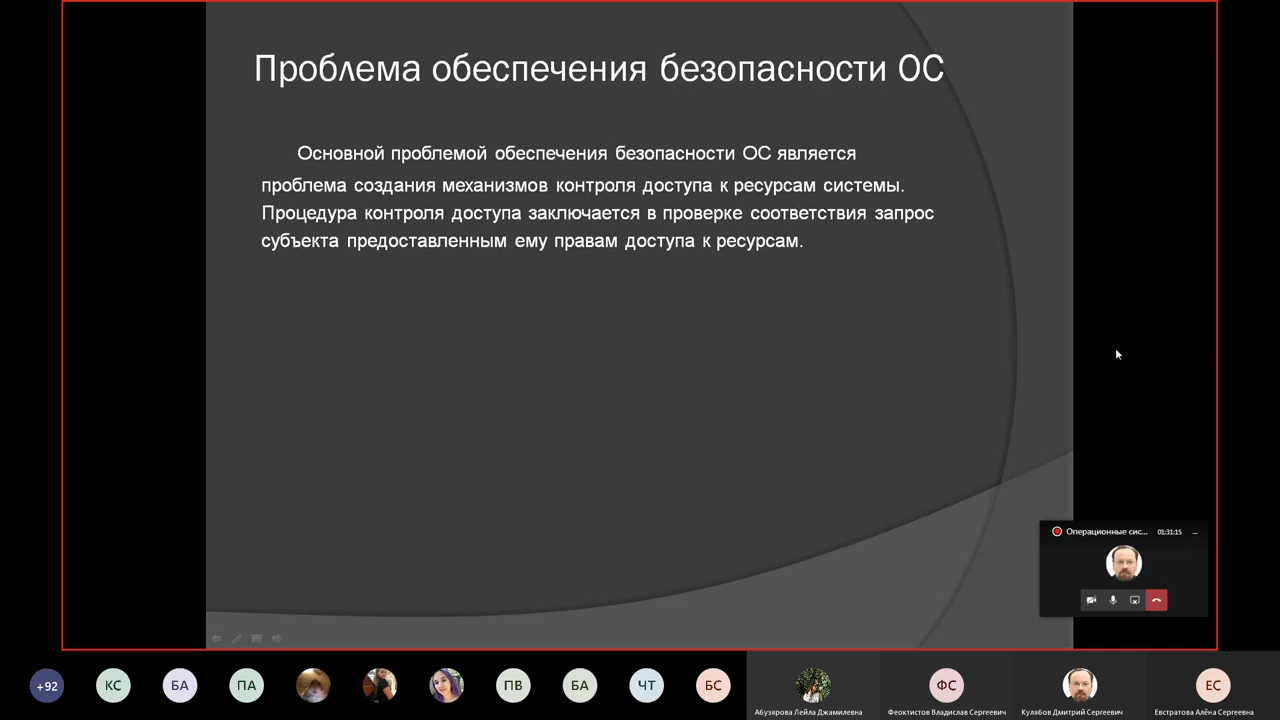 Проблема обеспечения безопасности ОС
Основной проблемой обеспечения безопасности ОС является
проблема создания механизмов контроля доступа к ресурсам системы.
Процедура контроля доступа заключается в проверке соответствия запрос
субъекта предоставленным ему правам доступа к ресурсам.
Операционные сис... 01:31:15
+92 КС БА ПА ПВ БА ЧТ БС ФС ЕС
Абузярова Лейла Джамилевна Феоктистов Владислав Сергеевич Кулябов Дмитрий Сергеевич Евстратова Алёна Сергеевна